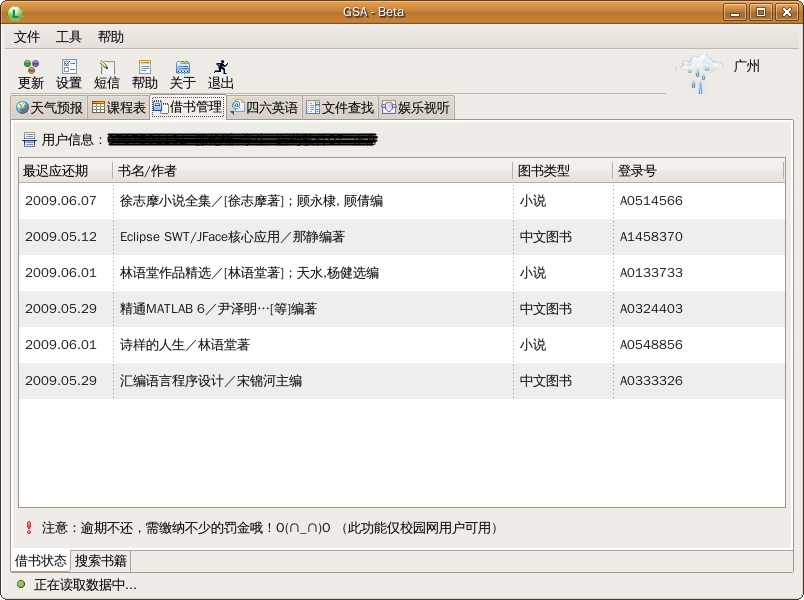 GSA - Beta
文件 工具 帮助
更新 设置 短信 帮助 关于 退出 广州
天气预报 课程表 借书管理 四六英语 文件查找 娱乐视听
用户信息：
最迟应还期 书名/作者 图书类型 登录号
2009.06.07 徐志摩小说全集／[徐志摩著]；顾永棣, 顾倩编 小说 A0514566
2009.05.12 Eclipse SWT/JFace核心应用／那静编著 中文图书 A1458370
2009.06.01 林语堂作品精选／[林语堂著]；天水,杨健选编 小说 A0133733
2009.05.29 精通MATLAB 6／尹泽明…[等]编著 中文图书 A0324403
2009.06.01 诗样的人生／林语堂著 小说 A0548856
2009.05.29 汇编语言程序设计／宋锦河主编 中文图书 A0333326
注意：逾期不还，需缴纳不少的罚金哦！O(∩_∩)O （此功能仅校园网用户可用）
借书状态 搜索书籍
正在读取数据中...